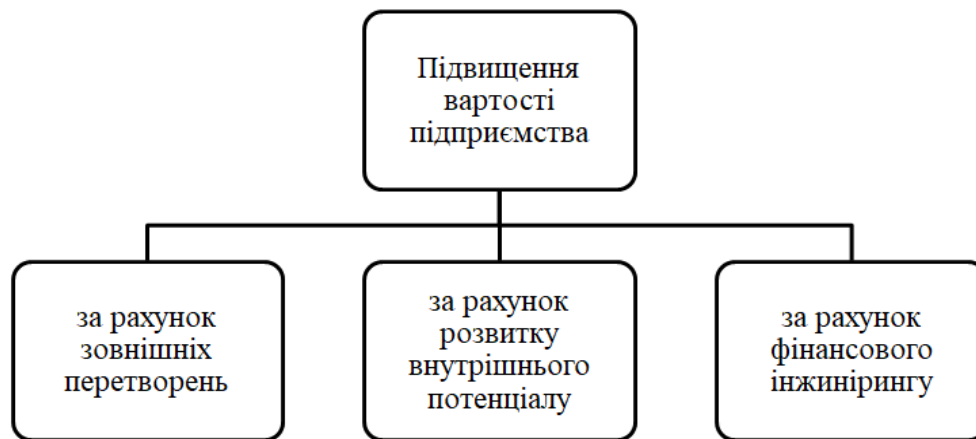 Підвищення
вартості
підприємства
за рахунок
зовнішніх
перетворень
за рахунок
розвитку
внутрішнього
потенціалу
за рахунок
фінансового
інжинірингу